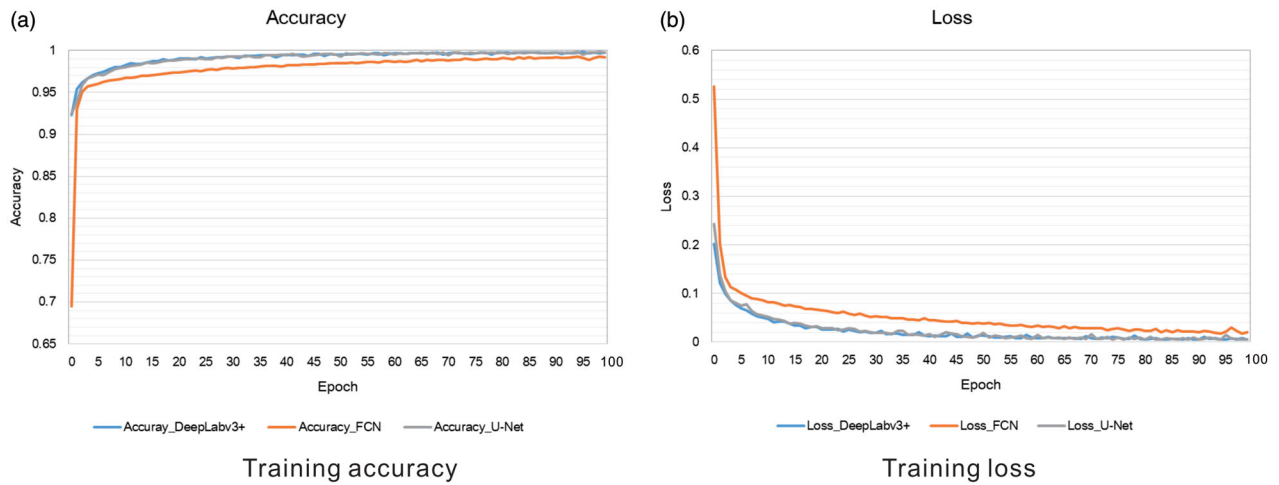 (a)
Accuracy
1
0.95
0.9
0.85
0.8
0.75
0.7
0.65
Accuracy
0 5 10 15 20 25 30 35 40 45 50 55 60 65 70 75 80 85 90 95 100
Epoch
Accuray_DeepLabv3+ Accuracy_FCN Accuracy_U-Net
Training accuracy
(b)
Loss
0.6
0.5
0.4
0.3
0.2
0.1
0
Loss
0 5 10 15 20 25 30 35 40 45 50 55 60 65 70 75 80 85 90 95 100
Epoch
Loss_DeepLabv3+ Loss_FCN Loss_U-Net
Training loss